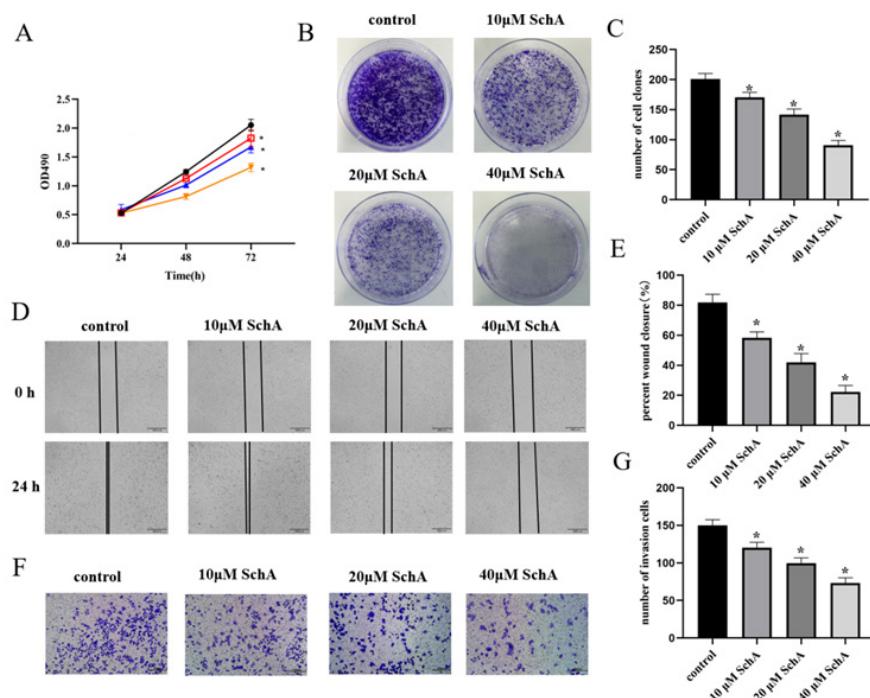 A
OD490
2.5
2.0
1.5
1.0
0.5
0.0
24
48
72
*
*
*
Time(h)
B
control
10μM SchA
20μM SchA
40μM SchA
C
number of cell clones
250
200
150
100
50
0
*
*
*
control
10 μM SchA
20 μM SchA
40 μM SchA
D
control
10μM SchA
20μM SchA
40μM SchA
0 h
24 h
E
percent wound closure(%)
100
80
60
40
20
0
*
*
*
control
10 μM SchA
20 μM SchA
40 μM SchA
F
control
10μM SchA
20μM SchA
40μM SchA
G
number of invasion cells
200
150
100
50
0
*
*
*
control
10 μM SchA
20 μM SchA
40 μM SchA